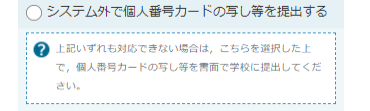 システム外で個人番号カードの写し等を提出する
上記いずれも対応できない場合は，こちらを選択した上
で，個人番号カードの写し等を書面で学校に提出してくだ
さい。